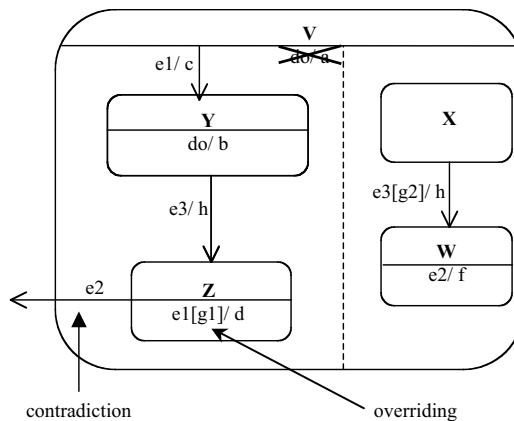 V
do/ a
e1/ c
Y
do/ b
X
e3/ h
e3[g2]/ h
W
e2/ f
e2
Z
e1[g1]/ d
contradiction
overriding